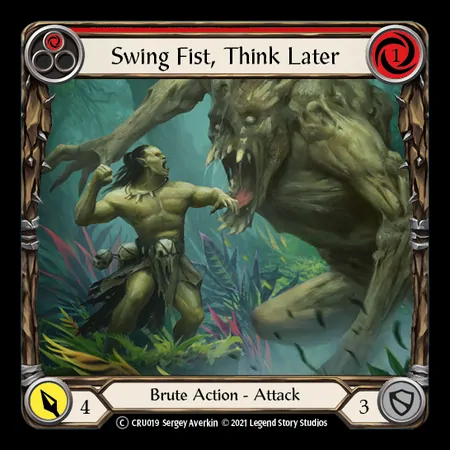 Swing Fist, Think Later
1
Brute Action - Attack
4
3
C CRU019 Sergey Averkin © 2021 Legend Story Studios